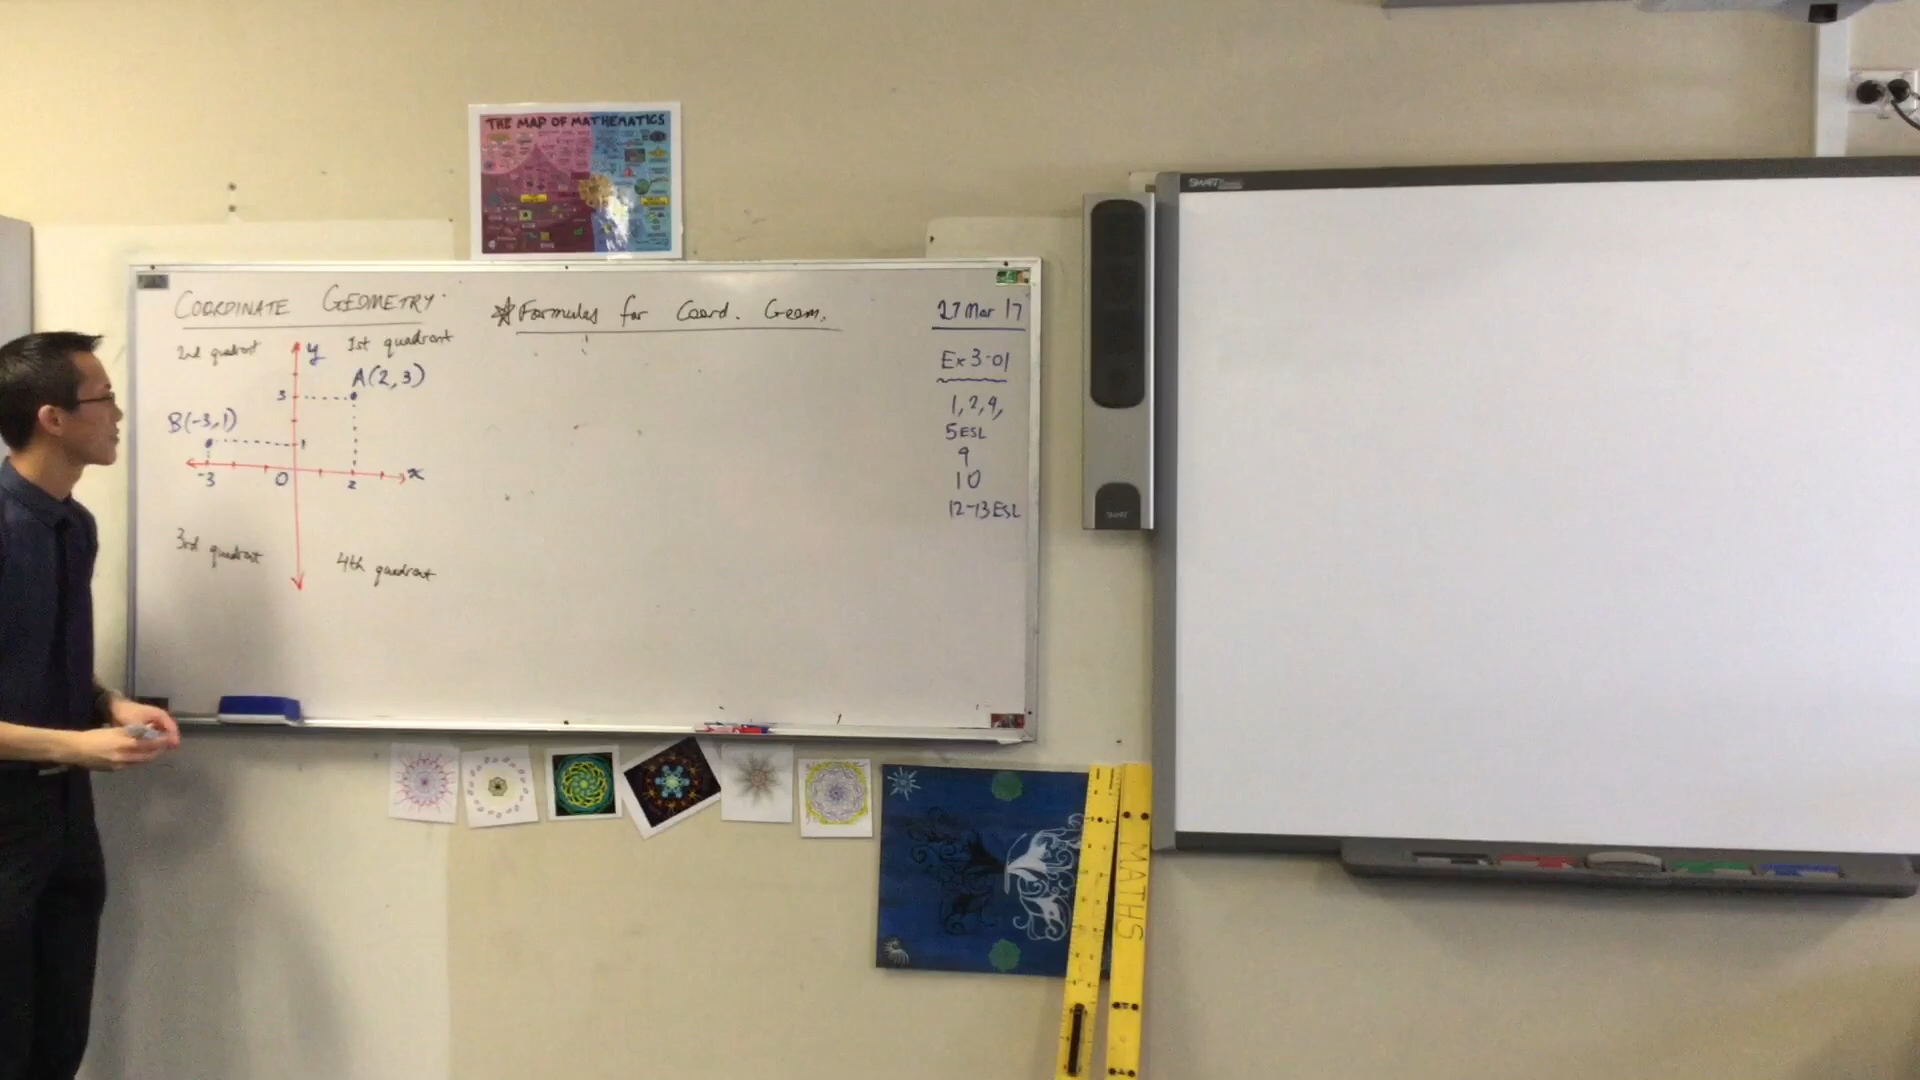 THE MAP OF MATHEMATICS
SMART
COORDINATE GEOMETRY
2nd quadrant
y
1st quadrant
A(2,3)
3
B(-3,1)
1
-3
0
2
x
3rd quadrant
4th quadrant
Formulas for Coord. Geom.
27 Mar 17
Ex 3-01
1, 2, 4,
5 ESL
9
10
12-13 ESL
SMART
MATHS